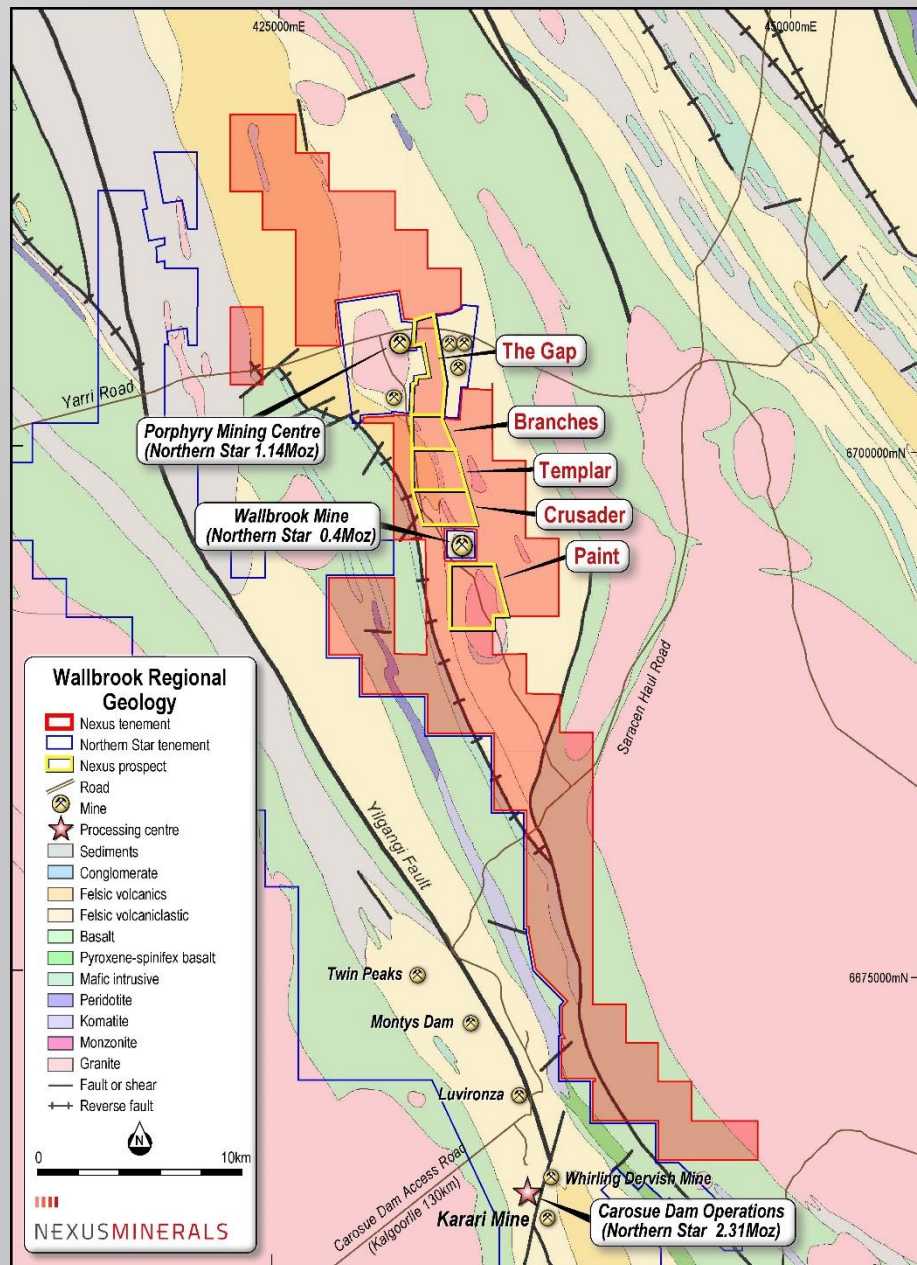 425000mE
450000mE
The Gap
Yarri Road
Branches
Porphyry Mining Centre
(Northern Star 1.14Moz)
6700000mN
Templar
Wallbrook Mine
(Northern Star 0.4Moz)
Crusader
Paint
Saracen Haul Road
Yilgangi Fault
Wallbrook Regional
Geology
Nexus tenement
Northern Star tenement
Nexus prospect
Road
Mine
Processing centre
Sediments
Conglomerate
Felsic volcanics
Felsic volcaniclastic
Basalt
Pyroxene-spinifex basalt
Mafic intrusive
Peridotite
Komatite
Monzonite
Granite
Fault or shear
Reverse fault
N
0
10km
NEXUSMINERALS
Twin Peaks
6675000mN
Montys Dam
Luvironza
Carosue Dam Access Road
(Kalgoorlie 130km)
Whirling Dervish Mine
Karari Mine
Carosue Dam Operations
(Northern Star 2.31Moz)